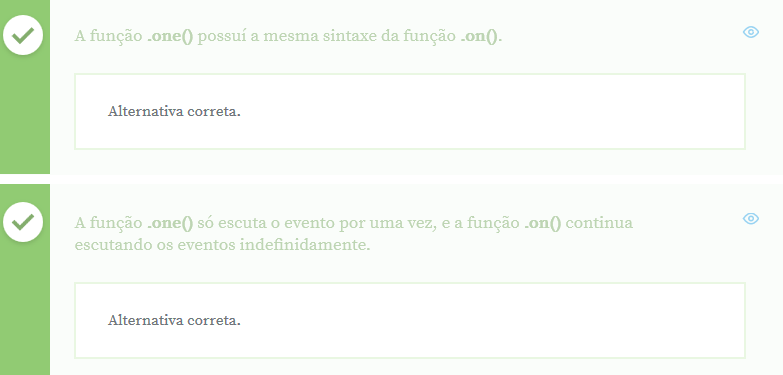 A função .one() possuí a mesma sintaxe da função .on().
Alternativa correta.
A função .one() só escuta o evento por uma vez, e a função .on() continua
escutando os eventos indefinidamente.
Alternativa correta.